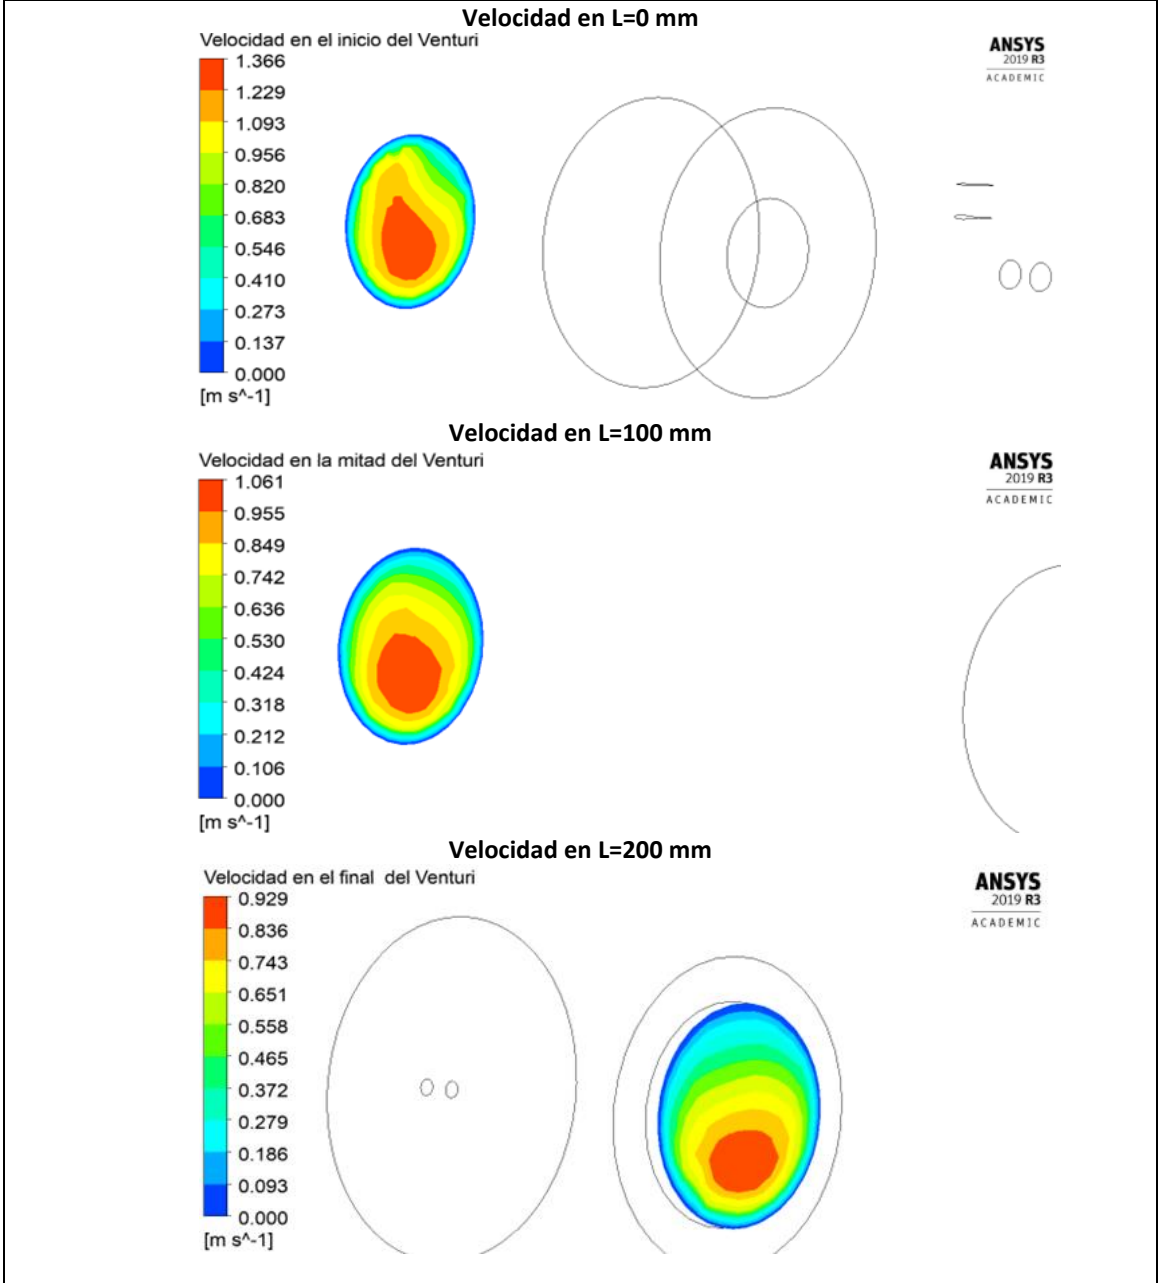 Velocidad en L=0 mm
Velocidad en el inicio del Venturi
1.366
1.229
1.093
0.956
0.820
0.683
0.546
0.410
0.273
0.137
0.000
[m s^-1]
ANSYS
2019 R3
ACADEMIC
Velocidad en L=100 mm
Velocidad en la mitad del Venturi
1.061
0.955
0.849
0.742
0.636
0.530
0.424
0.318
0.212
0.106
0.000
[m s^-1]
ANSYS
2019 R3
ACADEMIC
Velocidad en L=200 mm
Velocidad en el final del Venturi
0.929
0.836
0.743
0.651
0.558
0.465
0.372
0.279
0.186
0.093
0.000
[m s^-1]
ANSYS
2019 R3
ACADEMIC